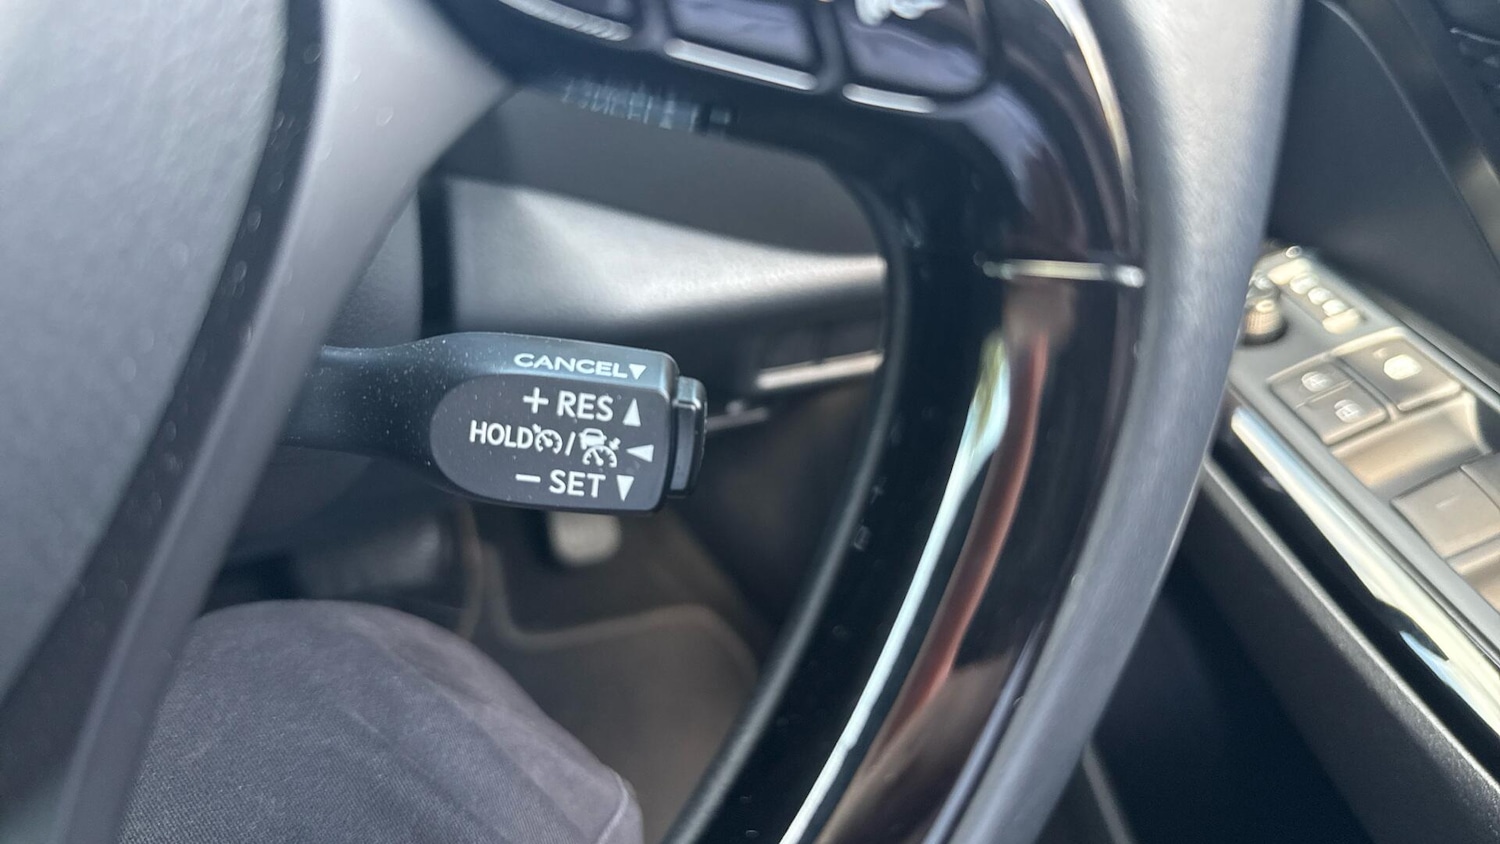 CANCEL▼
+ RES ▲
HOLD / ◀
− SET ▼